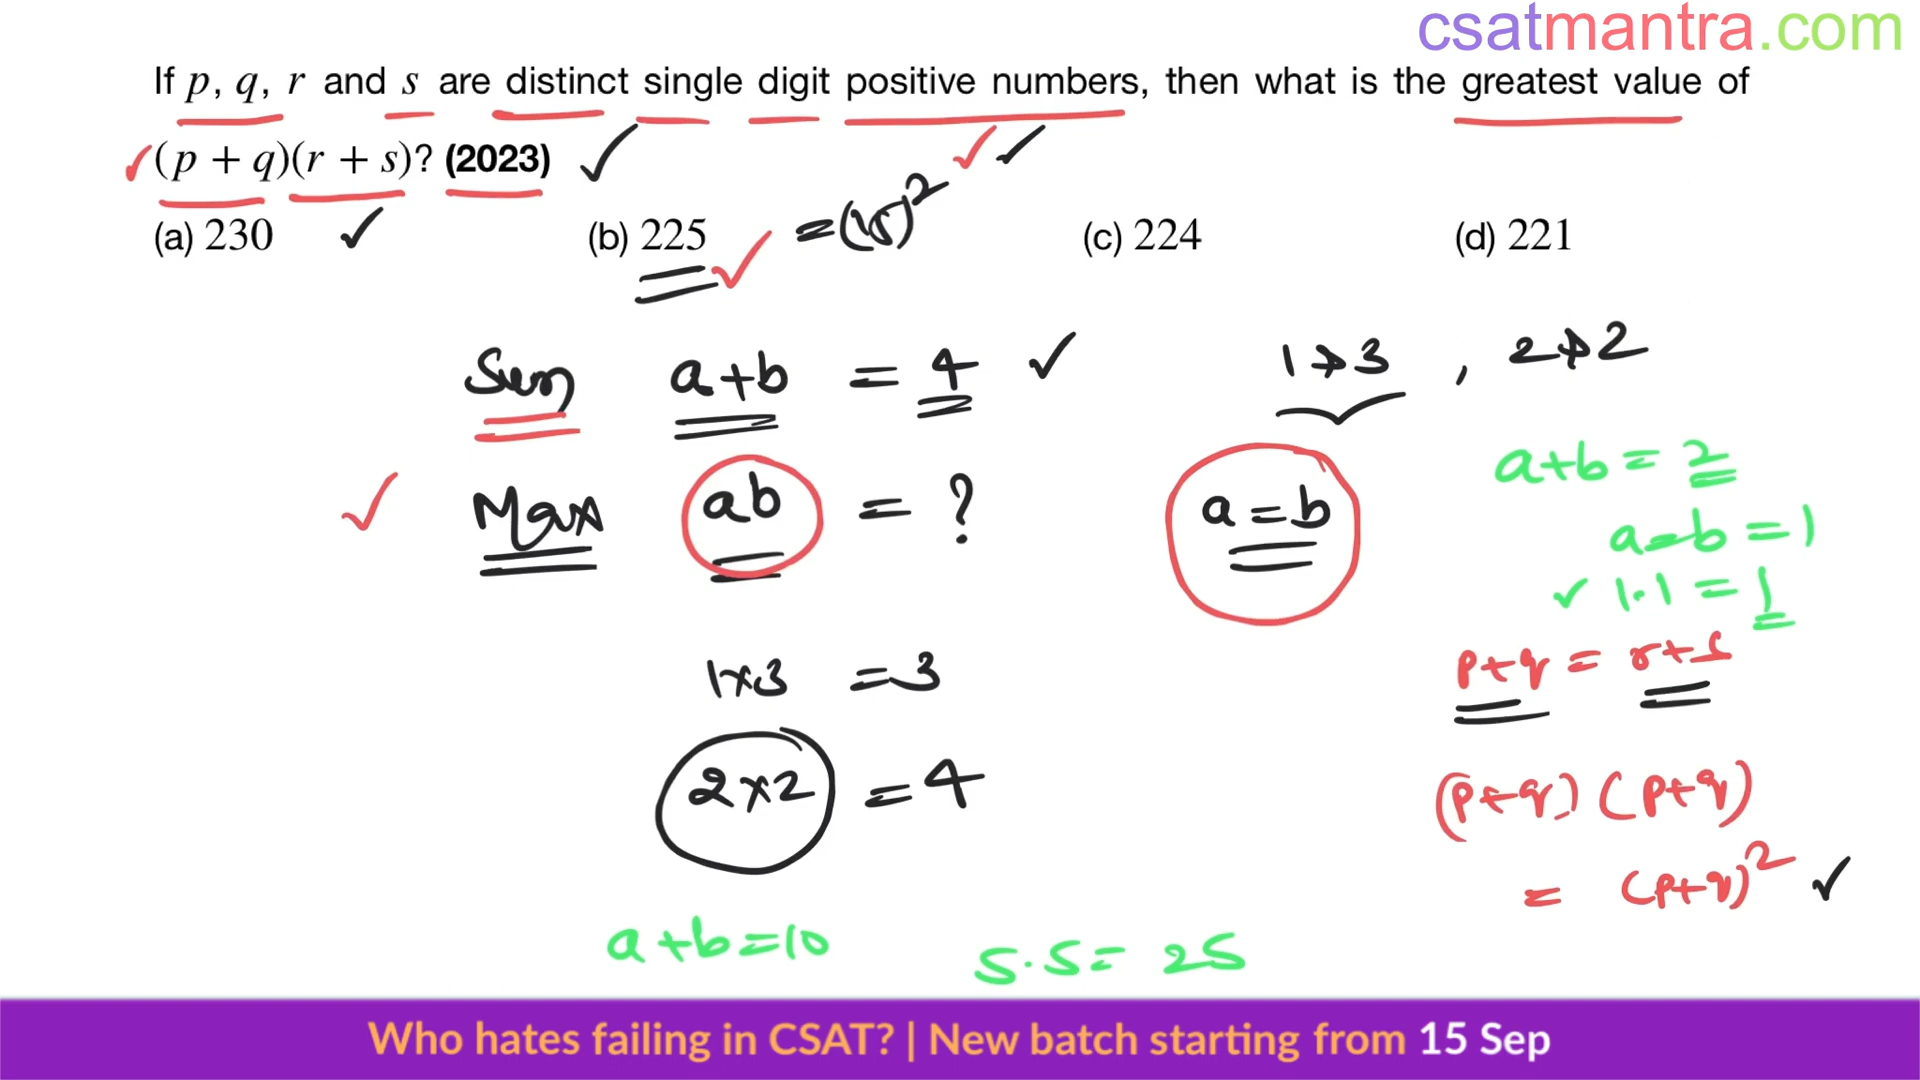 csatmantra.com
If p, q, r and s are distinct single digit positive numbers, then what is the greatest value of
(p + q)(r + s)? (2023)
= (15)²
(a) 230 (b) 225 (c) 224 (d) 221
Sum a+b = 4
1 → 3 , 2 → 2
a+b = 2
Max ab = ?
a = b
a=b = 1
1·1 = 1
p+q = r+s
1×3 = 3
2×2 = 4
(p+q) (p+q)
= (p+q)²
a+b=10 5·5= 25
Who hates failing in CSAT? | New batch starting from 15 Sep